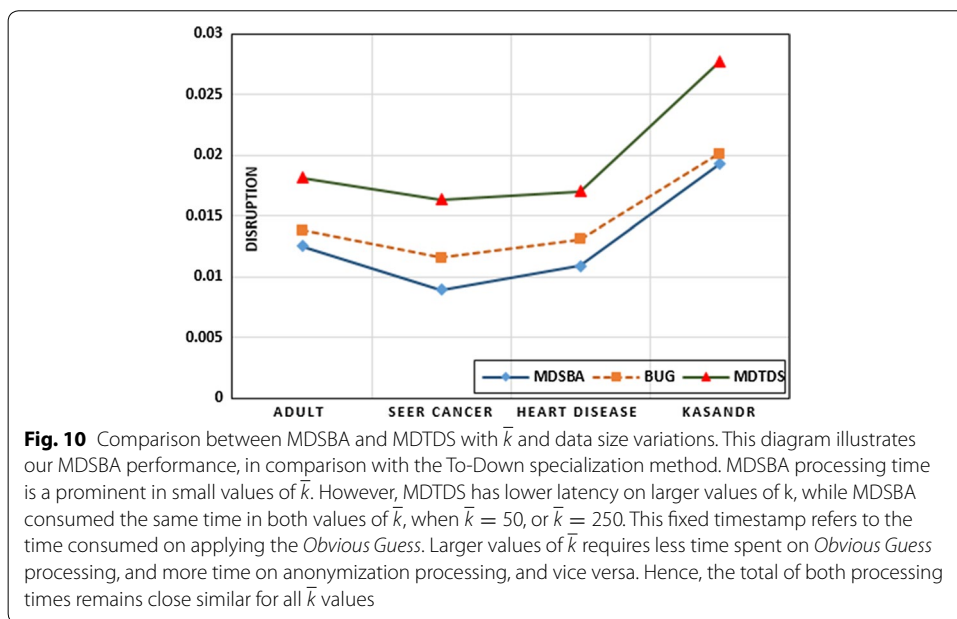 0.03
0.025
0.02
0.015
0.01
0.005
0
DISRUPTION
MDSBA BUG MDTDS
ADULT SEER CANCER HEART DISEASE KASANDR
Fig. 10 Comparison between MDSBA and MDTDS with k̅ and data size variations. This diagram illustrates
our MDSBA performance, in comparison with the To-Down specialization method. MDSBA processing time
is a prominent in small values of k̅. However, MDTDS has lower latency on larger values of k, while MDSBA
consumed the same time in both values of k̅, when k̅ = 50, or k̅ = 250. This fixed timestamp refers to the
time consumed on applying the Obvious Guess. Larger values of k̅ requires less time spent on Obvious Guess
processing, and more time on anonymization processing, and vice versa. Hence, the total of both processing
times remains close similar for all k̅ values